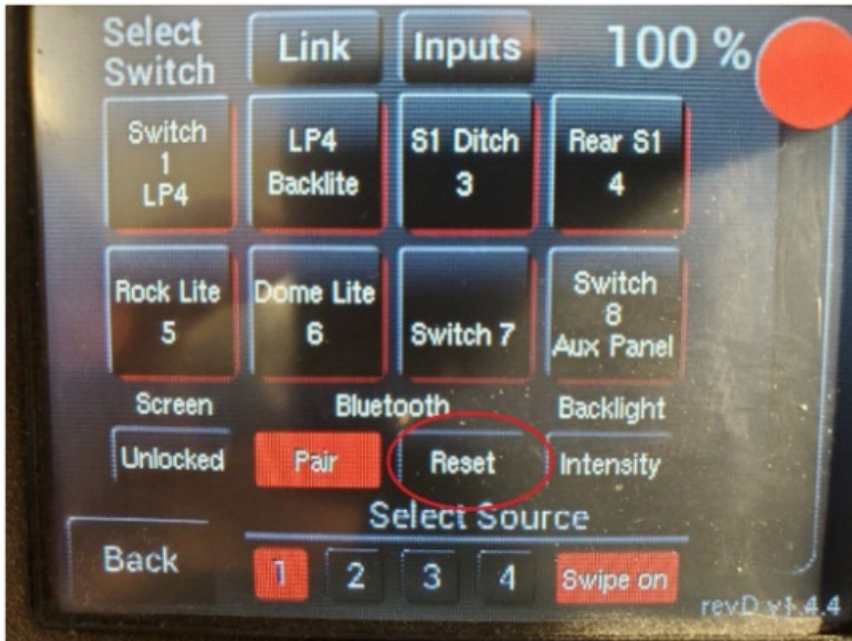 Select
Switch
Link
Inputs
100 %
Switch
1
LP4
LP4
Backlite
S1 Ditch
3
Rear S1
4
Rock Lite
5
Dome Lite
6
Switch 7
Switch
8
Aux Panel
Screen
Bluetooth
Backlight
Unlocked
Pair
Reset
Intensity
Select Source
Back
1
2
3
4
Swipe on
revD v1.4.4